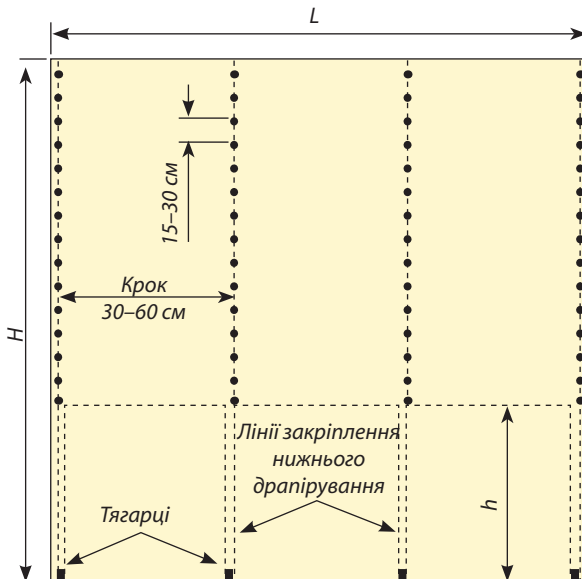 L
15–30 см
Крок
30–60 см
H
Лінії закріплення
нижнього
драпірування
h
Тягарці